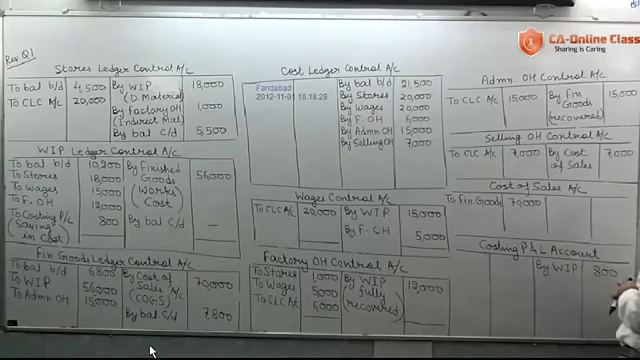 Rev. Q1
Stores Ledger Control A/c
To bal b/d 4,500 By WIP 18,000
To CLC A/c 20,000 (D. Material)
By Factory OH 1,000
(Indirect Mat)
By bal c/d 5,500
WIP Ledger Control A/c
To bal b/d 10,200 By Finished 56,000
To Stores 18,000 Goods
To Wages 15,000 (Works
To F. OH 12,000 Cost)
To Costing P/L 800 By bal c/d —
(Saving
in Cost)
Fin Goods Ledger Control A/c
To bal b/d 6800 By Cost of 70,000
To WIP 56000 Sales A/c
To Admn. OH 15000 (COGS)
By bal c/d 7800
Cost Ledger Control A/c
Faridabad
2012-11-01 16:18:29
By bal b/d 21,500
By Stores 20,000
By Wages 20,000
By F. OH 6,000
By Admn OH 15,000
By Selling OH 7,000
Wages Control A/c
To CLC A/c 20,000 By WIP 15,000
By F. OH 5,000
Factory OH Control A/c
To Stores 1,000 By WIP 12,000
To Wages 5,000 (fully
To CLC A/c 6,000 recovered)
CA-Online Class
Sharing is Caring
Admn. OH Control A/c
To CLC A/c 15,000 By Fin 15,000
Goods
(recovered)
Selling OH Control A/c
To CLC A/c 7,000 By Cost 7,000
of Sales
Cost of Sales A/c
To Fin Goods 70,000
Costing P&L Account
By WIP 800